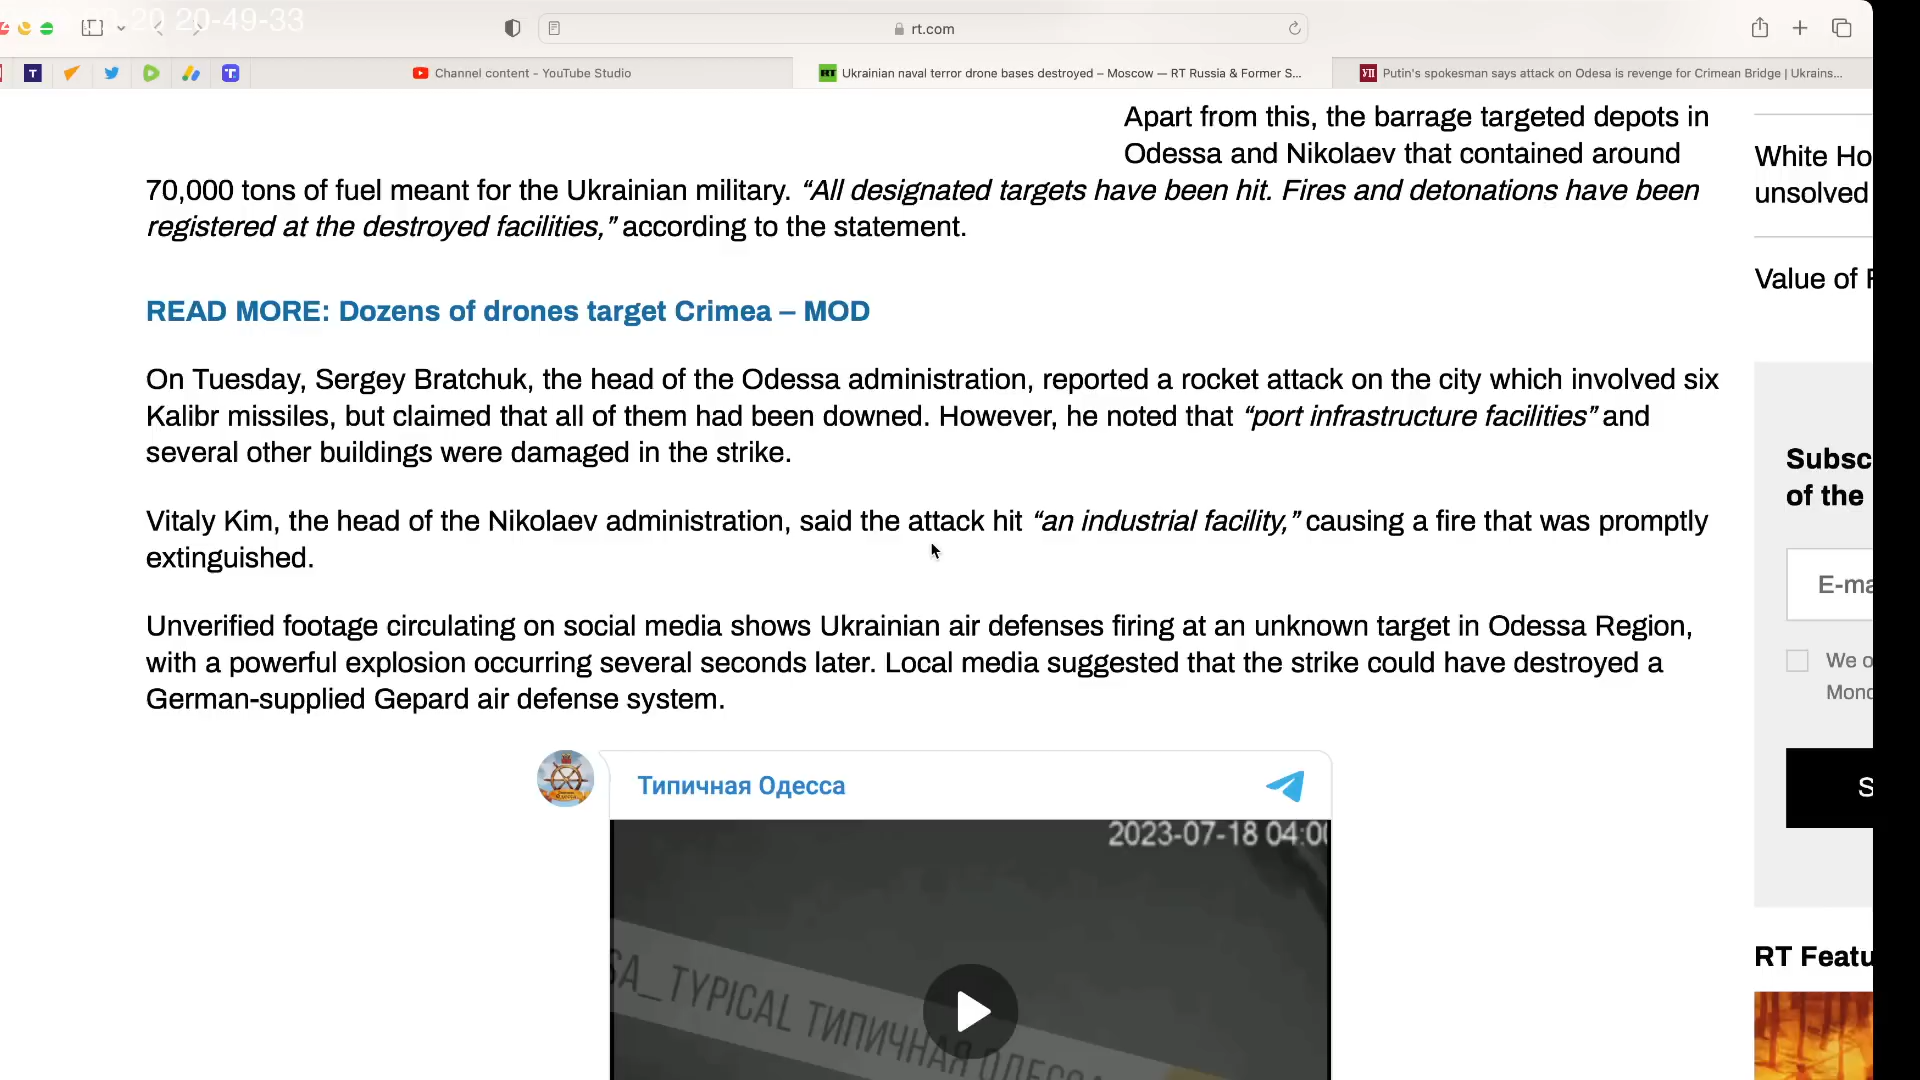 20 20-49-33
rt.com
Channel content - YouTube Studio
RT Ukrainian naval terror drone bases destroyed – Moscow — RT Russia & Former S...
УП Putin's spokesman says attack on Odesa is revenge for Crimean Bridge | Ukrains...
Apart from this, the barrage targeted depots in
Odessa and Nikolaev that contained around
70,000 tons of fuel meant for the Ukrainian military. “All designated targets have been hit. Fires and detonations have been
registered at the destroyed facilities,” according to the statement.
READ MORE: Dozens of drones target Crimea – MOD
On Tuesday, Sergey Bratchuk, the head of the Odessa administration, reported a rocket attack on the city which involved six
Kalibr missiles, but claimed that all of them had been downed. However, he noted that “port infrastructure facilities” and
several other buildings were damaged in the strike.
Vitaly Kim, the head of the Nikolaev administration, said the attack hit “an industrial facility,” causing a fire that was promptly
extinguished.
Unverified footage circulating on social media shows Ukrainian air defenses firing at an unknown target in Odessa Region,
with a powerful explosion occurring several seconds later. Local media suggested that the strike could have destroyed a
German-supplied Gepard air defense system.
Типичная Одесса
2023-07-18 04:00
SA_TYPICAL ТИПИЧНАЯ ОДЕССА
White Ho
unsolved
Value of
Subsc
of the
E-ma
We o
Mond
S
RT Featu